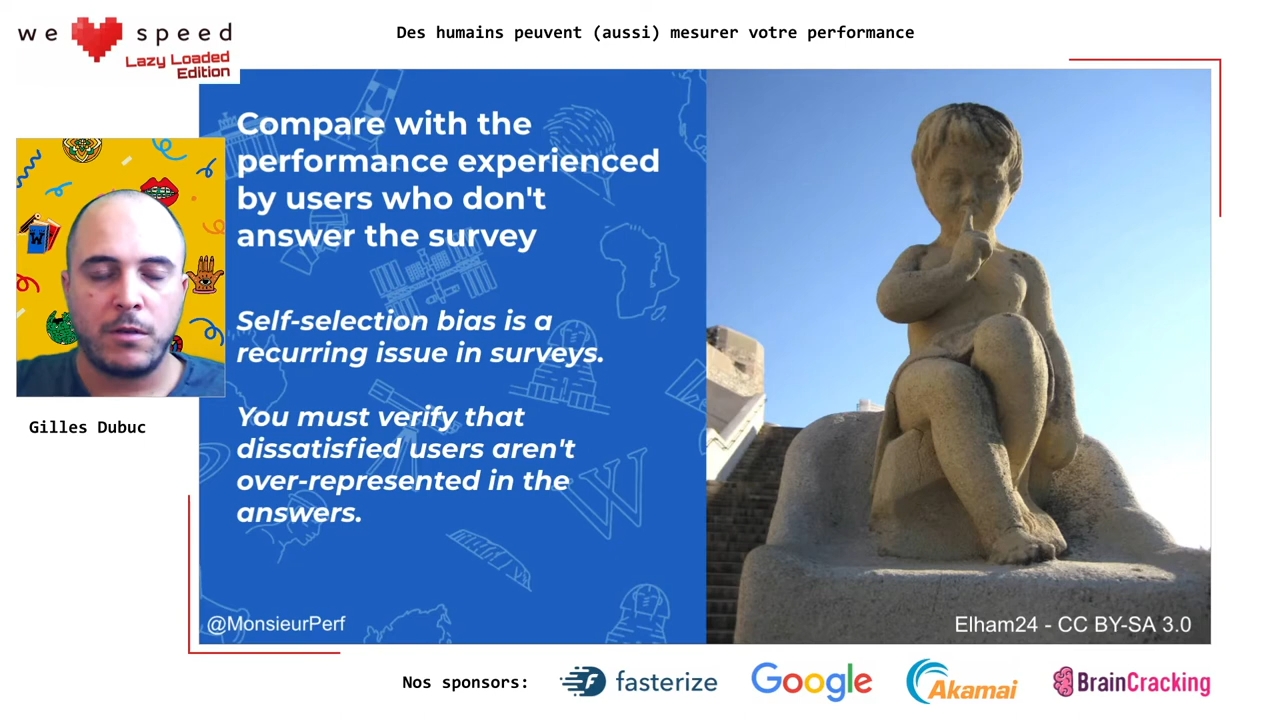 we speed
Lazy Loaded
Edition
Des humains peuvent (aussi) mesurer votre performance
Compare with the
performance experienced
by users who don't
answer the survey
Self-selection bias is a
recurring issue in surveys.
You must verify that
dissatisfied users aren't
over-represented in the
answers.
W
W
Gilles Dubuc
@MonsieurPerf
Elham24 - CC BY-SA 3.0
Nos sponsors:
fasterize
Google
Akamai
BrainCracking